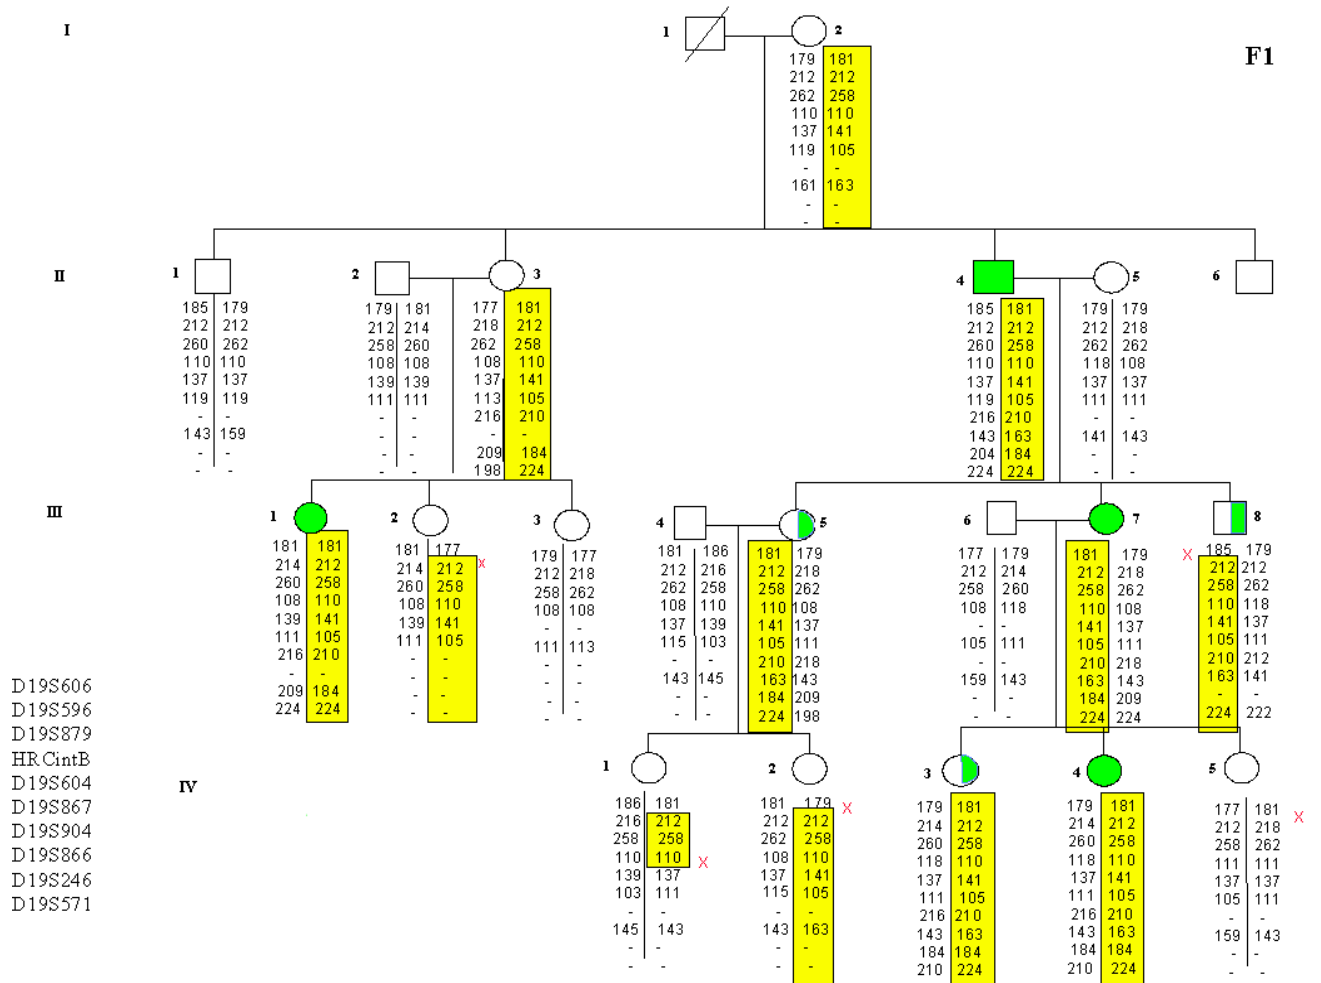 I
1
2
F1
179 181
212 212
262 258
110 110
137 141
119 105
- -
161 163
- -
- -
II
1
2
3
4
5
6
185 179 179 181 177 181 185 181 179 179
212 212 212 214 218 212 212 212 212 218
260 262 258 260 262 258 260 258 262 262
110 110 108 108 108 110 110 110 118 108
137 137 139 139 137 141 137 141 137 137
119 119 111 111 113 105 119 105 111 111
- - - - 216 210 216 210 - -
143 159 - - - - 143 163 141 143
- - - - 209 184 204 184 - -
- - - - 198 224 224 224 - -
III
1
2
3
4
5
6
7
8
181 181 181 177 179 177 181 186 181 179 177 179 181 179 X 185 179
214 212 214 212 x 212 218 212 216 212 218 212 214 212 218 212 212
260 258 260 258 258 262 262 258 258 262 258 260 258 262 258 262
108 110 108 110 108 108 108 110 110 108 108 118 110 108 110 118
139 141 139 141 - - 137 139 141 137 - - 141 137 141 137
111 105 111 105 111 113 115 103 105 111 105 111 105 111 105 111
216 210 - - - - - - 210 218 - - 210 218 210 212
- - - - - - 143 145 163 143 159 143 163 143 163 141
209 184 - - - - - - 184 209 - - 184 209 - -
224 224 - - - - - - 224 198 - - 224 224 224 222
D19S606
D19S596
D19S879
HRCintB
D19S604
D19S867
D19S904
D19S866
D19S246
D19S571
IV
1
2
3
4
5
186 181 181 179 X 179 181 179 181 177 181 X
216 212 212 212 214 212 214 212 212 218
258 258 262 258 260 258 260 258 258 262
110 110 X 108 110 118 110 118 110 111 111
139 137 137 141 137 141 137 141 137 137
103 111 115 105 111 105 111 105 105 111
- - - - 216 210 216 210 - -
145 143 143 163 143 163 143 163 159 143
- - - - 184 184 184 184 - -
- - - - 210 224 210 224 - -